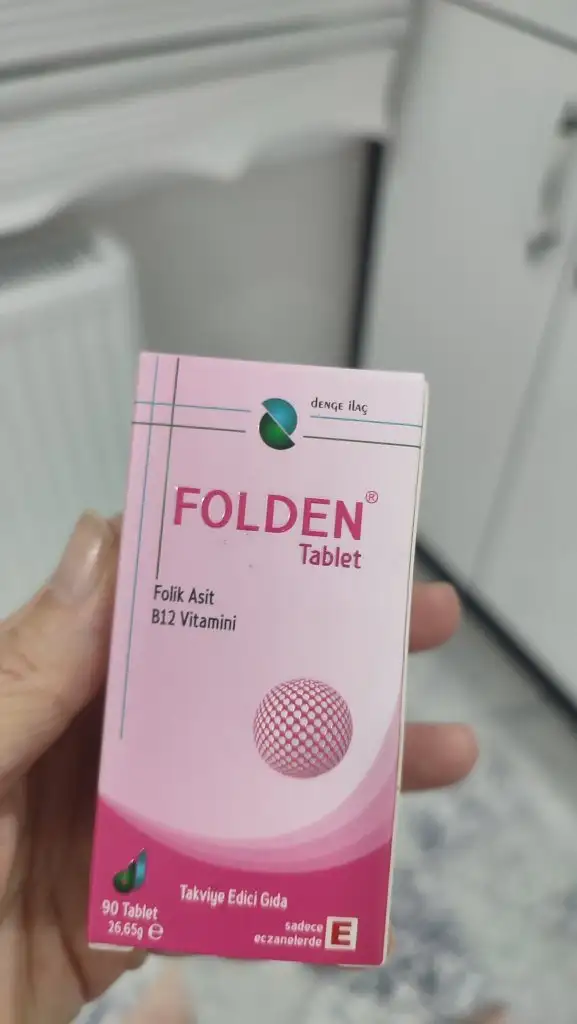 denge ilaç
FOLDEN®
Tablet
Folik Asit
B12 Vitamini
Takviye Edici Gıda
90 Tablet
26,65g ℮
sadece
eczanelerde E